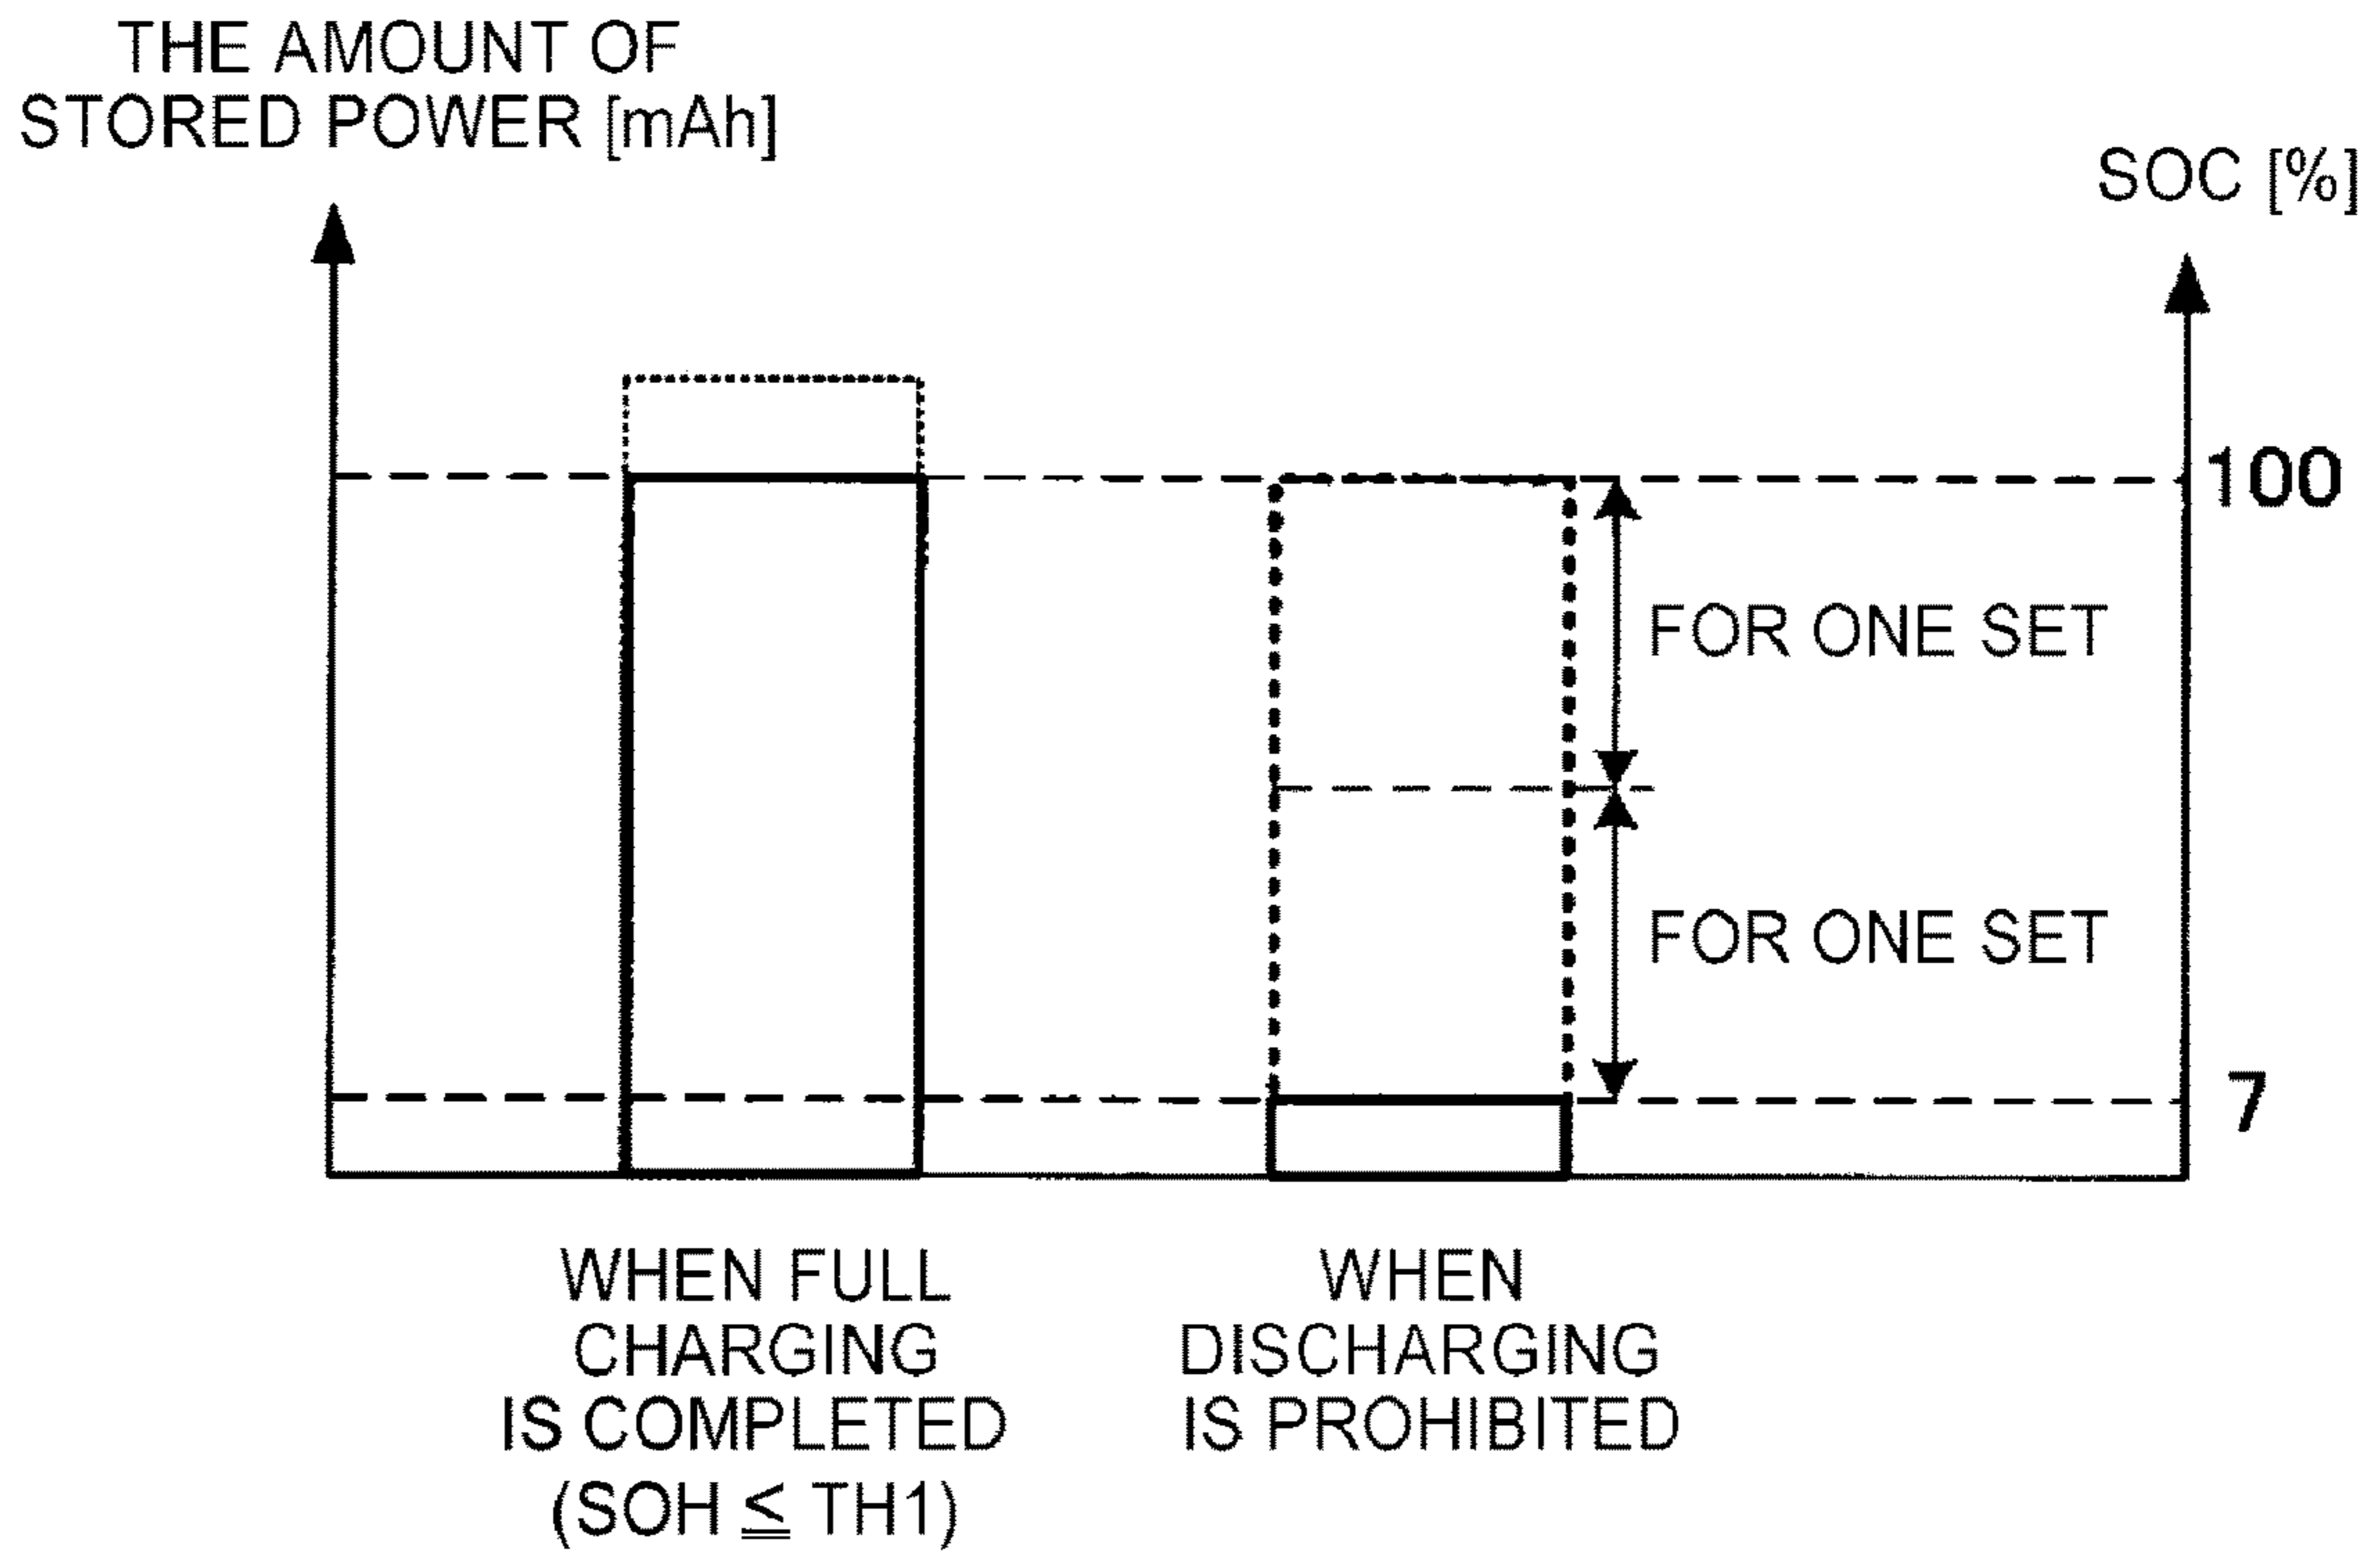 THE AMOUNT OF
STORED POWER [mAh]
SOC [%]
100
FOR ONE SET
FOR ONE SET
7
WHEN FULL
CHARGING
IS COMPLETED
(SOH ≦ TH1)
WHEN
DISCHARGING
IS PROHIBITED